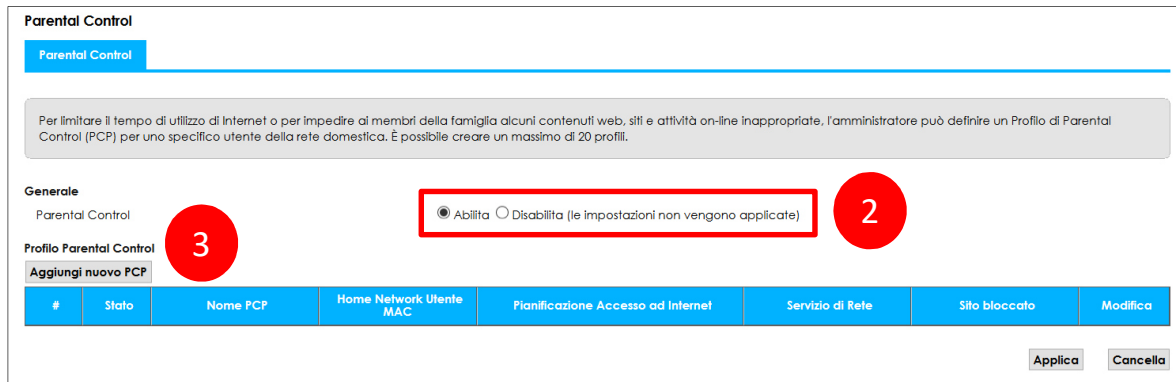 Parental Control
Parental Control
Per limitare il tempo di utilizzo di Internet o per impedire ai membri della famiglia alcuni contenuti web, siti e attività on-line inappropriate, l'amministratore può definire un Profilo di Parental
Control (PCP) per uno specifico utente della rete domestica. È possibile creare un massimo di 20 profili.
Generale
Parental Control Abilita Disabilita (le impostazioni non vengono applicate) 2
Profilo Parental Control 3
Aggiungi nuovo PCP
# Stato Nome PCP Home Network Utente MAC Pianificazione Accesso ad Internet Servizio di Rete Sito bloccato Modifica
Applica Cancella